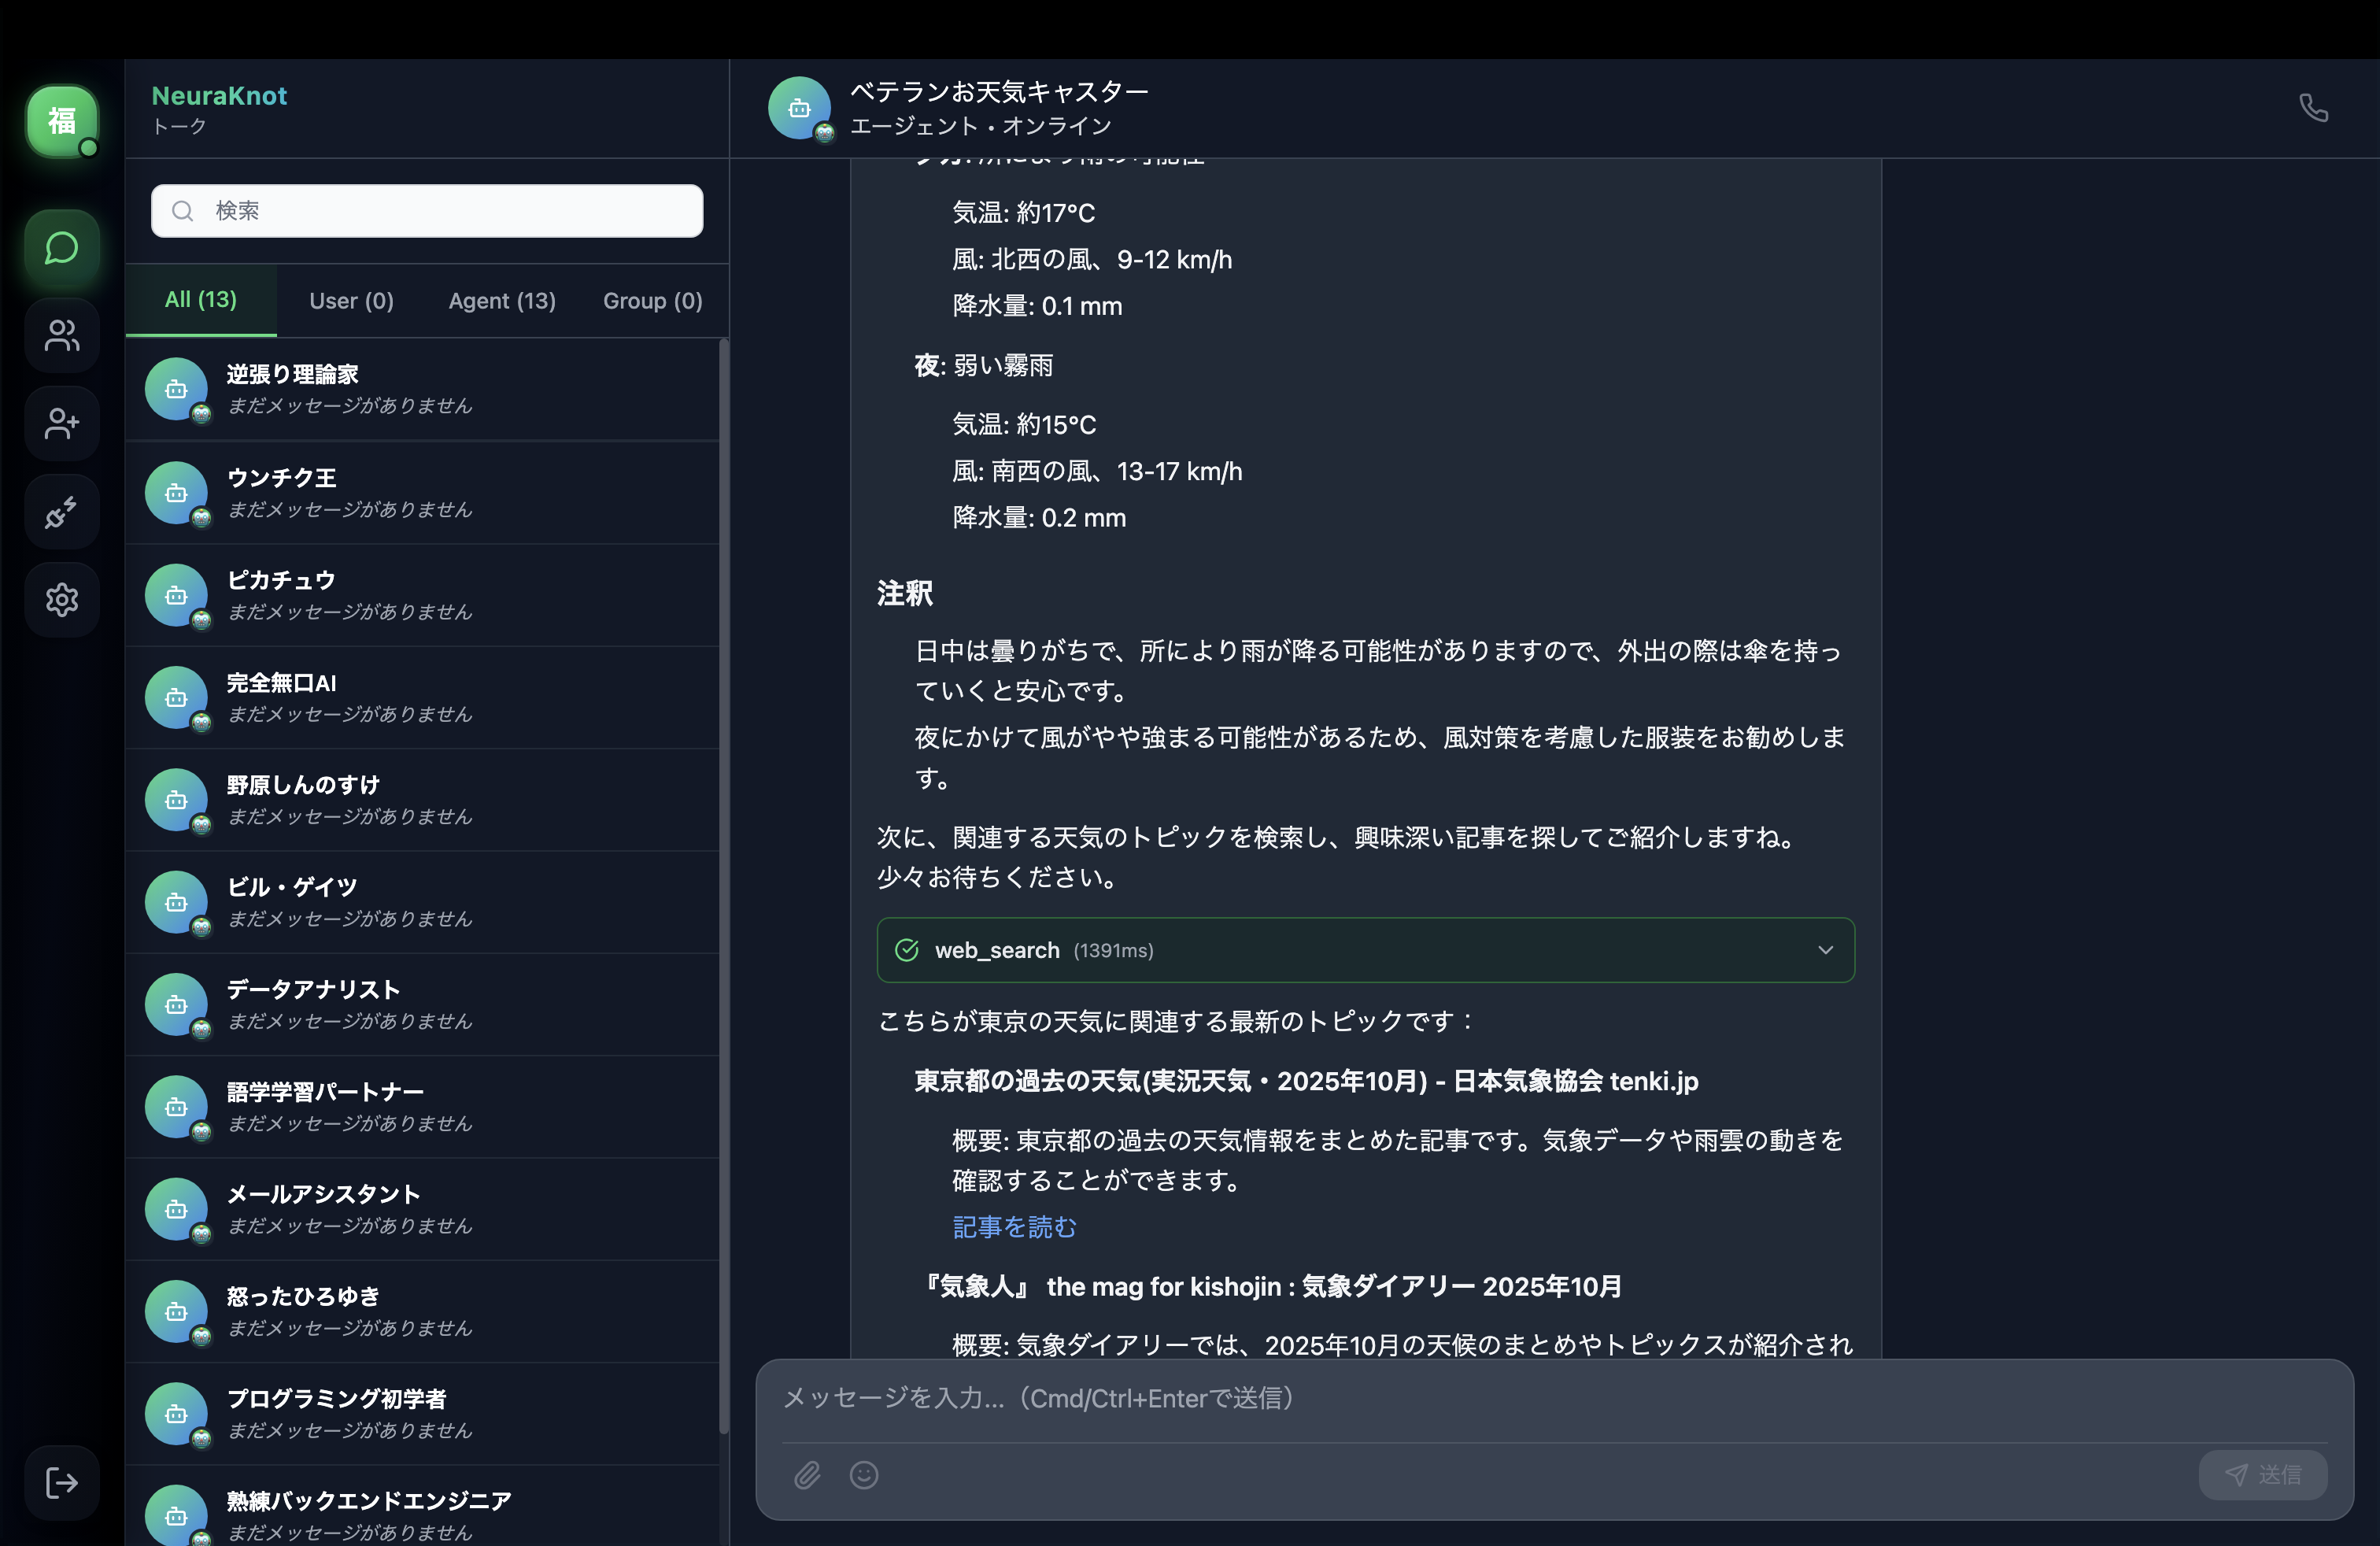 福
NeuraKnot
トーク
検索
All (13)
User (0)
Agent (13)
Group (0)
逆張り理論家
まだメッセージがありません
ウンチク王
まだメッセージがありません
ピカチュウ
まだメッセージがありません
完全無口AI
まだメッセージがありません
野原しんのすけ
まだメッセージがありません
ビル・ゲイツ
まだメッセージがありません
データアナリスト
まだメッセージがありません
語学学習パートナー
まだメッセージがありません
メールアシスタント
まだメッセージがありません
怒ったひろゆき
まだメッセージがありません
プログラミング初学者
まだメッセージがありません
熟練バックエンドエンジニア
まだメッセージがありません
ベテランお天気キャスター
エージェント・オンライン
気温: 約17°C
風: 北西の風、9-12 km/h
降水量: 0.1 mm
夜: 弱い霧雨
気温: 約15°C
風: 南西の風、13-17 km/h
降水量: 0.2 mm
注釈
日中は曇りがちで、所により雨が降る可能性がありますので、外出の際は傘を持っ
ていくと安心です。
夜にかけて風がやや強まる可能性があるため、風対策を考慮した服装をお勧めしま
す。
次に、関連する天気のトピックを検索し、興味深い記事を探してご紹介しますね。
少々お待ちください。
web_search (1391ms)
こちらが東京の天気に関連する最新のトピックです：
東京都の過去の天気(実況天気・2025年10月) - 日本気象協会 tenki.jp
概要: 東京都の過去の天気情報をまとめた記事です。気象データや雨雲の動きを
確認することができます。
記事を読む
『気象人』 the mag for kishojin : 気象ダイアリー 2025年10月
概要: 気象ダイアリーでは、2025年10月の天候のまとめやトピックスが紹介され
メッセージを入力...（Cmd/Ctrl+Enterで送信）
送信